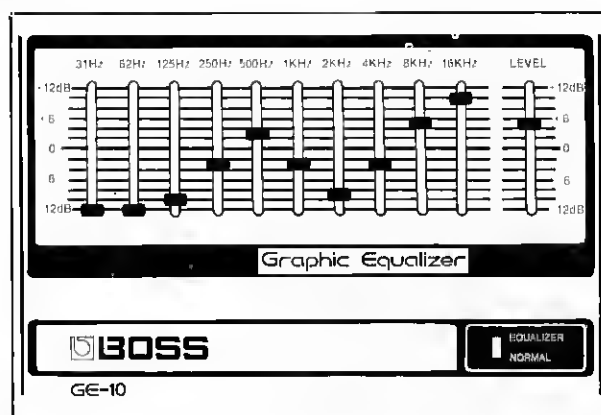 31Hz 62Hz 125Hz 250Hz 500Hz 1KHz 2KHz 4KHz 8KHz 16KHz LEVEL
+12dB +12dB
+6 +6
0 0
6 6
12dB 12dB
Graphic Equalizer
BOSS
EQUALIZER
NORMAL
GE-10